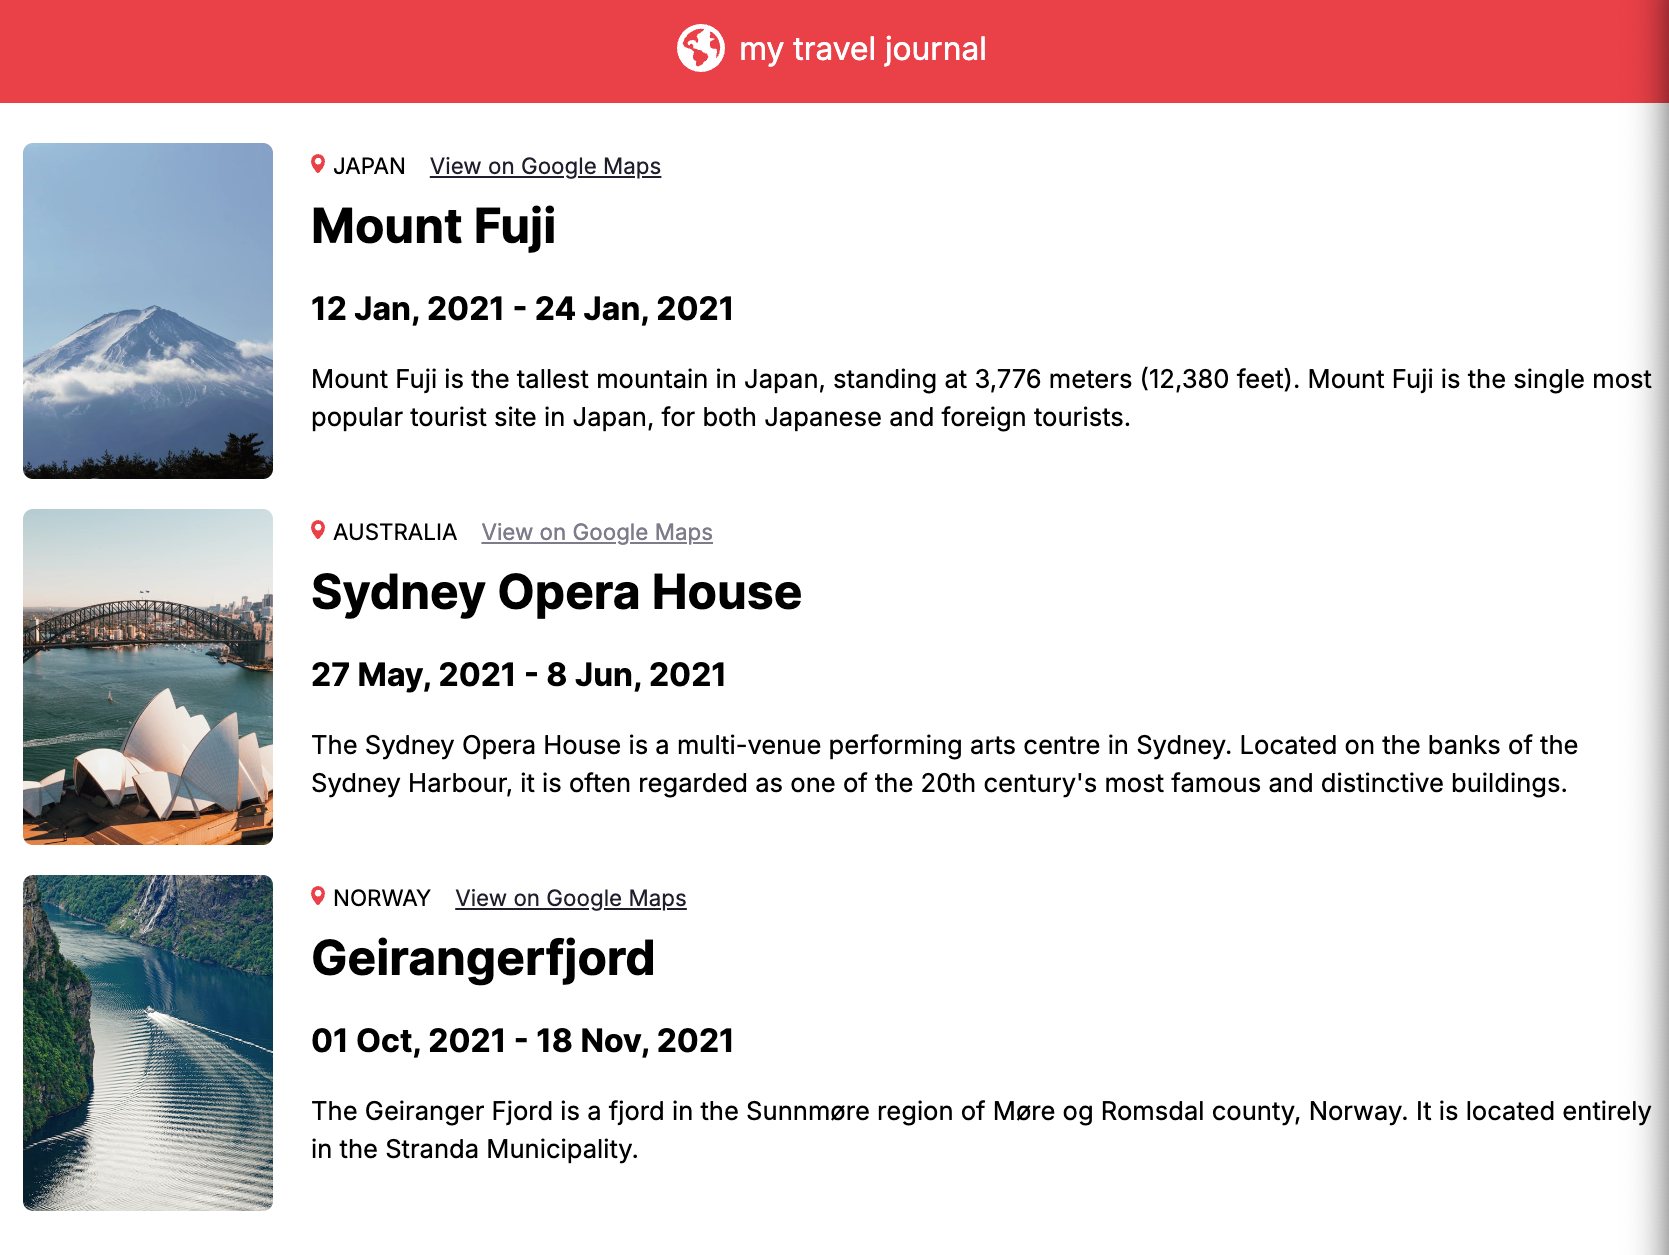 my travel journal
JAPAN View on Google Maps
Mount Fuji
12 Jan, 2021 - 24 Jan, 2021
Mount Fuji is the tallest mountain in Japan, standing at 3,776 meters (12,380 feet). Mount Fuji is the single most
popular tourist site in Japan, for both Japanese and foreign tourists.
AUSTRALIA View on Google Maps
Sydney Opera House
27 May, 2021 - 8 Jun, 2021
The Sydney Opera House is a multi-venue performing arts centre in Sydney. Located on the banks of the
Sydney Harbour, it is often regarded as one of the 20th century's most famous and distinctive buildings.
NORWAY View on Google Maps
Geirangerfjord
01 Oct, 2021 - 18 Nov, 2021
The Geiranger Fjord is a fjord in the Sunnmøre region of Møre og Romsdal county, Norway. It is located entirely
in the Stranda Municipality.